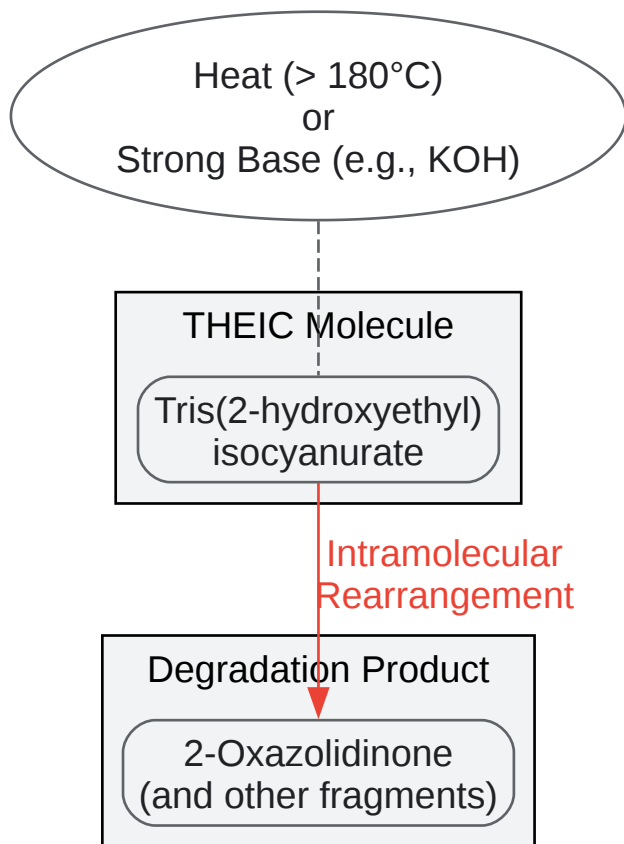 Heat (> 180°C)
or
Strong Base (e.g., KOH)
THEIC Molecule
Tris(2-hydroxyethyl)
isocyanurate
Intramolecular
Rearrangement
Degradation Product
2-Oxazolidinone
(and other fragments)